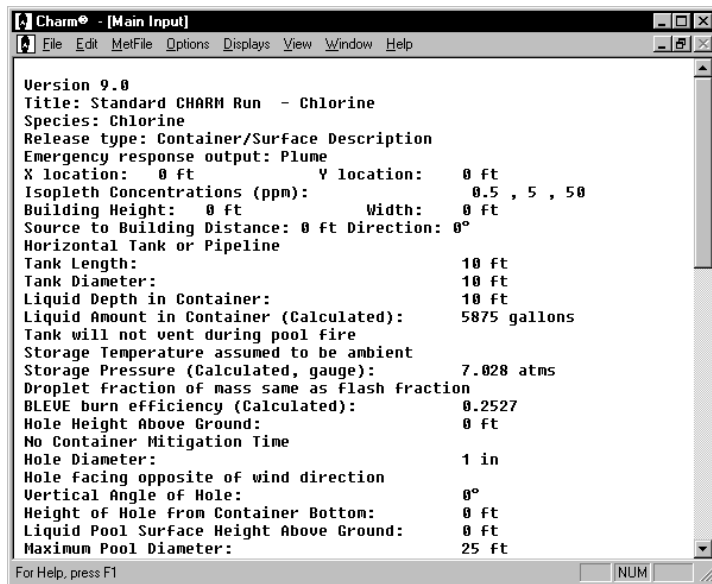 Charm® - [Main Input]
File Edit MetFile Options Displays View Window Help
Version 9.0
Title: Standard CHARM Run - Chlorine
Species: Chlorine
Release type: Container/Surface Description
Emergency response output: Plume
X location: 0 ft Y location: 0 ft
Isopleth Concentrations (ppm): 0.5 , 5 , 50
Building Height: 0 ft Width: 0 ft
Source to Building Distance: 0 ft Direction: 0°
Horizontal Tank or Pipeline
Tank Length: 10 ft
Tank Diameter: 10 ft
Liquid Depth in Container: 10 ft
Liquid Amount in Container (Calculated): 5875 gallons
Tank will not vent during pool fire
Storage Temperature assumed to be ambient
Storage Pressure (Calculated, gauge): 7.028 atms
Droplet fraction of mass same as flash fraction
BLEVE burn efficiency (Calculated): 0.2527
Hole Height Above Ground: 0 ft
No Container Mitigation Time
Hole Diameter: 1 in
Hole facing opposite of wind direction
Vertical Angle of Hole: 0°
Height of Hole from Container Bottom: 0 ft
Liquid Pool Surface Height Above Ground: 0 ft
Maximum Pool Diameter: 25 ft
For Help, press F1 NUM